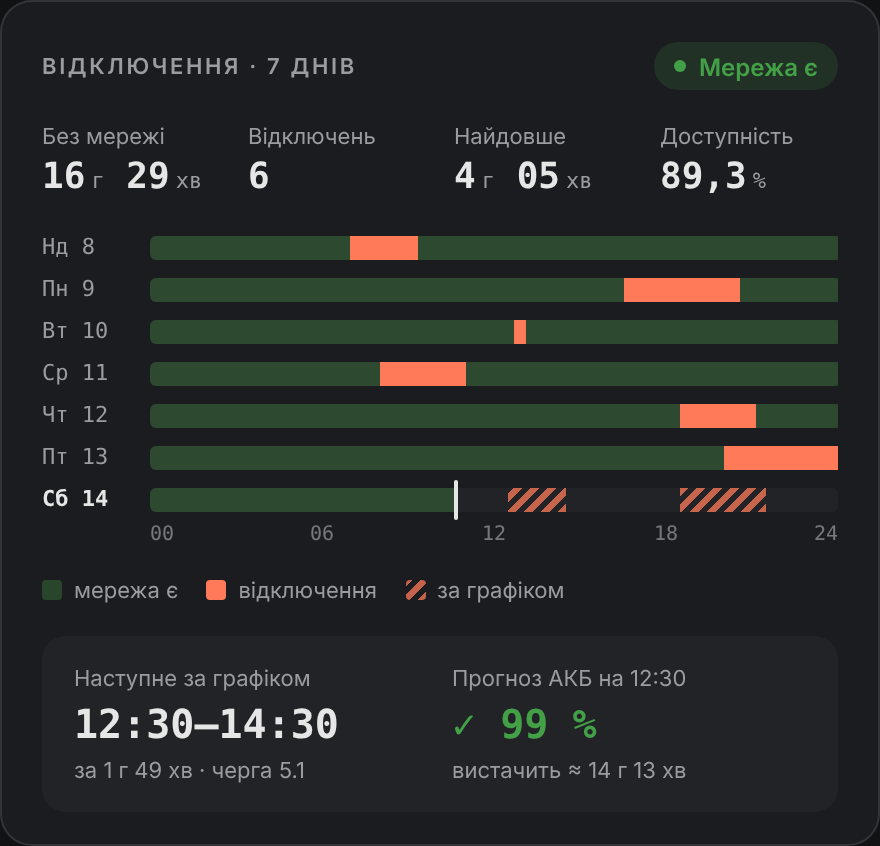 ВІДКЛЮЧЕННЯ · 7 ДНІВ
Мережа є
Без мережі
16 г 29 хв
Відключень
6
Найдовше
4 г 05 хв
Доступність
89,3 %
Нд 8
Пн 9
Вт 10
Ср 11
Чт 12
Пт 13
Сб 14
00 06 12 18 24
мережа є
відключення
за графіком
Наступне за графіком
12:30–14:30
за 1 г 49 хв · черга 5.1
Прогноз АКБ на 12:30
✓ 99 %
вистачить ≈ 14 г 13 хв